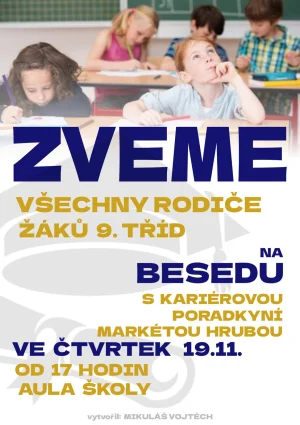 ZVEME
VŠECHNY RODIČE
ŽÁKŮ 9. TŘÍD
NA
BESEDU
S KARIÉROVOU
PORADKYNÍ
MARKÉTOU HRUBOU
VE ČTVRTEK 19.11.
OD 17 HODIN
AULA ŠKOLY
vytvořil: MIKULÁŠ VOJTĚCH